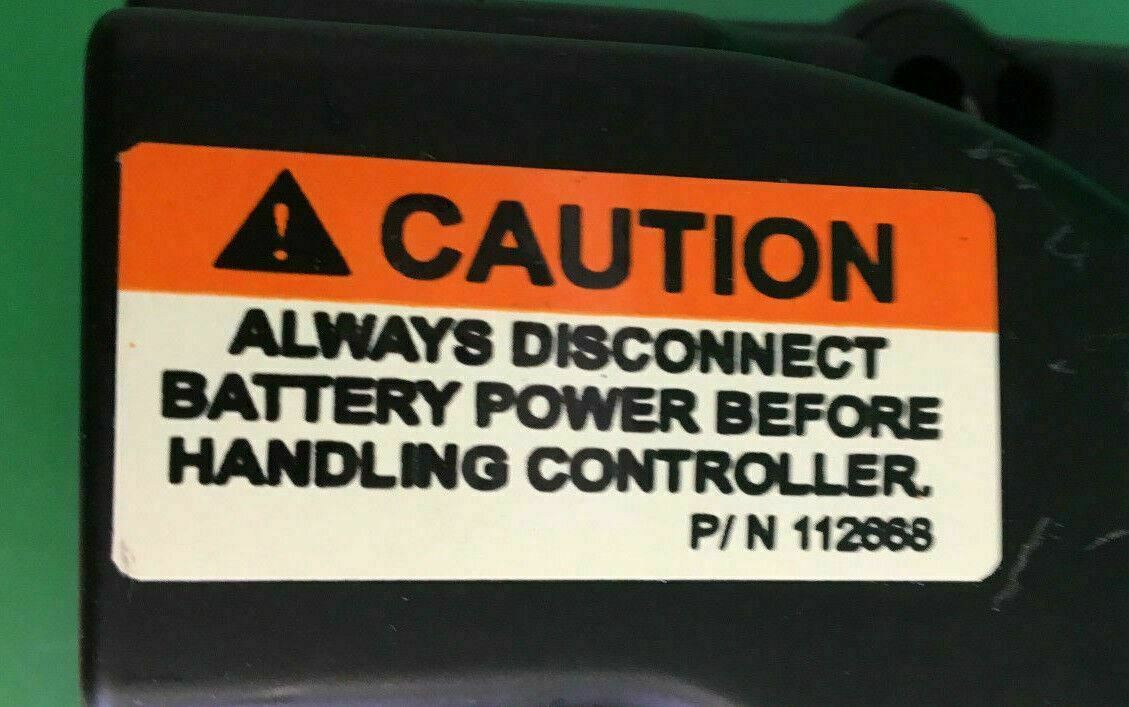 CAUTION
ALWAYS DISCONNECT
BATTERY POWER BEFORE
HANDLING CONTROLLER.
P/N 112668